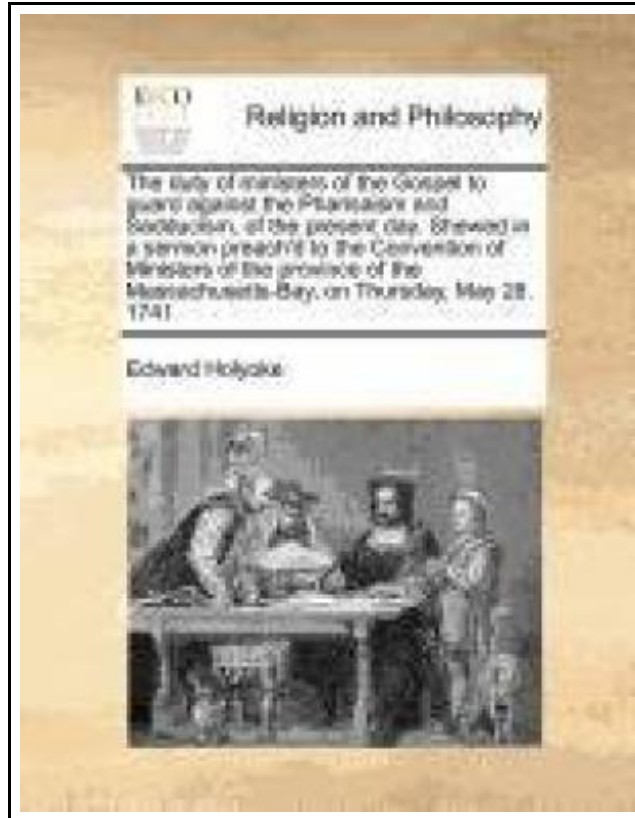 ECCO
Religion and Philosophy
The duty of ministers of the Gospel to
guard against the Pharisaism and
Sadducism, of the present day. Shewed in
a sermon preach'd to the Convention of
Ministers of the province of the
Massachusetts-Bay, on Thursday, May 28.
1741
Edward Holyoke